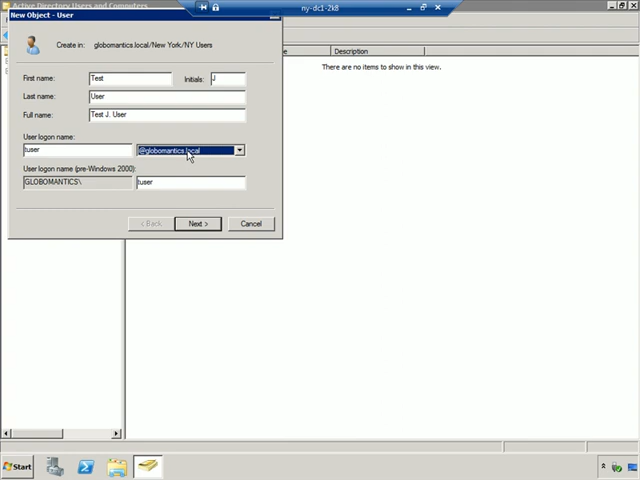 Active Directory Users and Computers
ny-dc1-2k8
New Object - User
Create in: globomantics.local/New York/NY Users
First name: Test Initials: J
Last name: User
Full name: Test J. User
User logon name:
tuser @globomantics.local
User logon name (pre-Windows 2000):
GLOBOMANTICS\ tuser
< Back Next > Cancel
Description
There are no items to show in this view.
Start